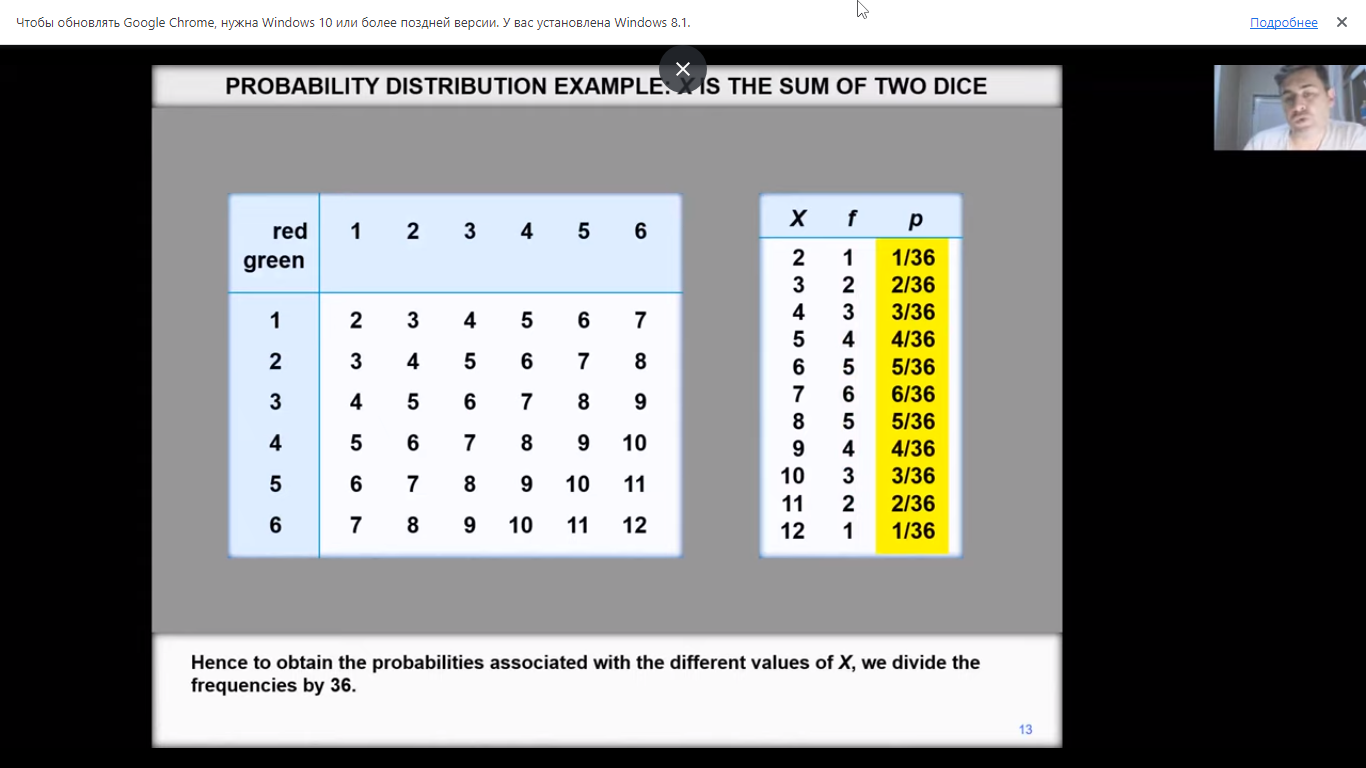 Чтобы обновлять Google Chrome, нужна Windows 10 или более поздней версии. У вас установлена Windows 8.1. Подробнее
PROBABILITY DISTRIBUTION EXAMPLE: X IS THE SUM OF TWO DICE
red 1 2 3 4 5 6
green
1 2 3 4 5 6 7
2 3 4 5 6 7 8
3 4 5 6 7 8 9
4 5 6 7 8 9 10
5 6 7 8 9 10 11
6 7 8 9 10 11 12
X f p
2 1 1/36
3 2 2/36
4 3 3/36
5 4 4/36
6 5 5/36
7 6 6/36
8 5 5/36
9 4 4/36
10 3 3/36
11 2 2/36
12 1 1/36
Hence to obtain the probabilities associated with the different values of X, we divide the
frequencies by 36.
13